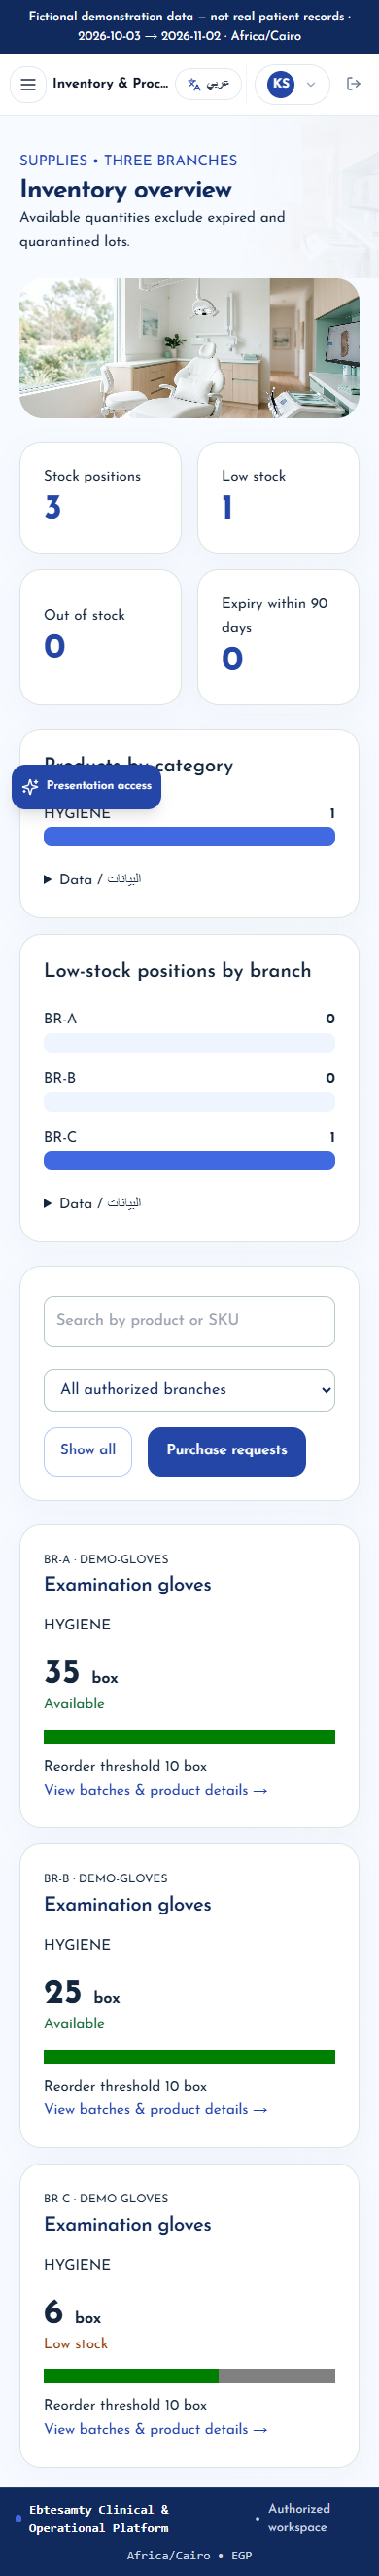 Fictional demonstration data — not real patient records ·
2026-10-03 → 2026-11-02 · Africa/Cairo
Inventory & Proc...
عربي
KS
SUPPLIES • THREE BRANCHES
Inventory overview
Available quantities exclude expired and
quarantined lots.
Stock positions
3
Low stock
1
Out of stock
0
Expiry within 90
days
0
Products by category
Presentation access
HYGIENE 1
Data / البيانات
Low-stock positions by branch
BR-A 0
BR-B 0
BR-C 1
Data / البيانات
Search by product or SKU
All authorized branches
Show all
Purchase requests
BR-A · DEMO-GLOVES
Examination gloves
HYGIENE
35 box
Available
Reorder threshold 10 box
View batches & product details →
BR-B · DEMO-GLOVES
Examination gloves
HYGIENE
25 box
Available
Reorder threshold 10 box
View batches & product details →
BR-C · DEMO-GLOVES
Examination gloves
HYGIENE
6 box
Low stock
Reorder threshold 10 box
View batches & product details →
Ebtesamty Clinical &
Operational Platform
• Authorized
workspace
Africa/Cairo • EGP